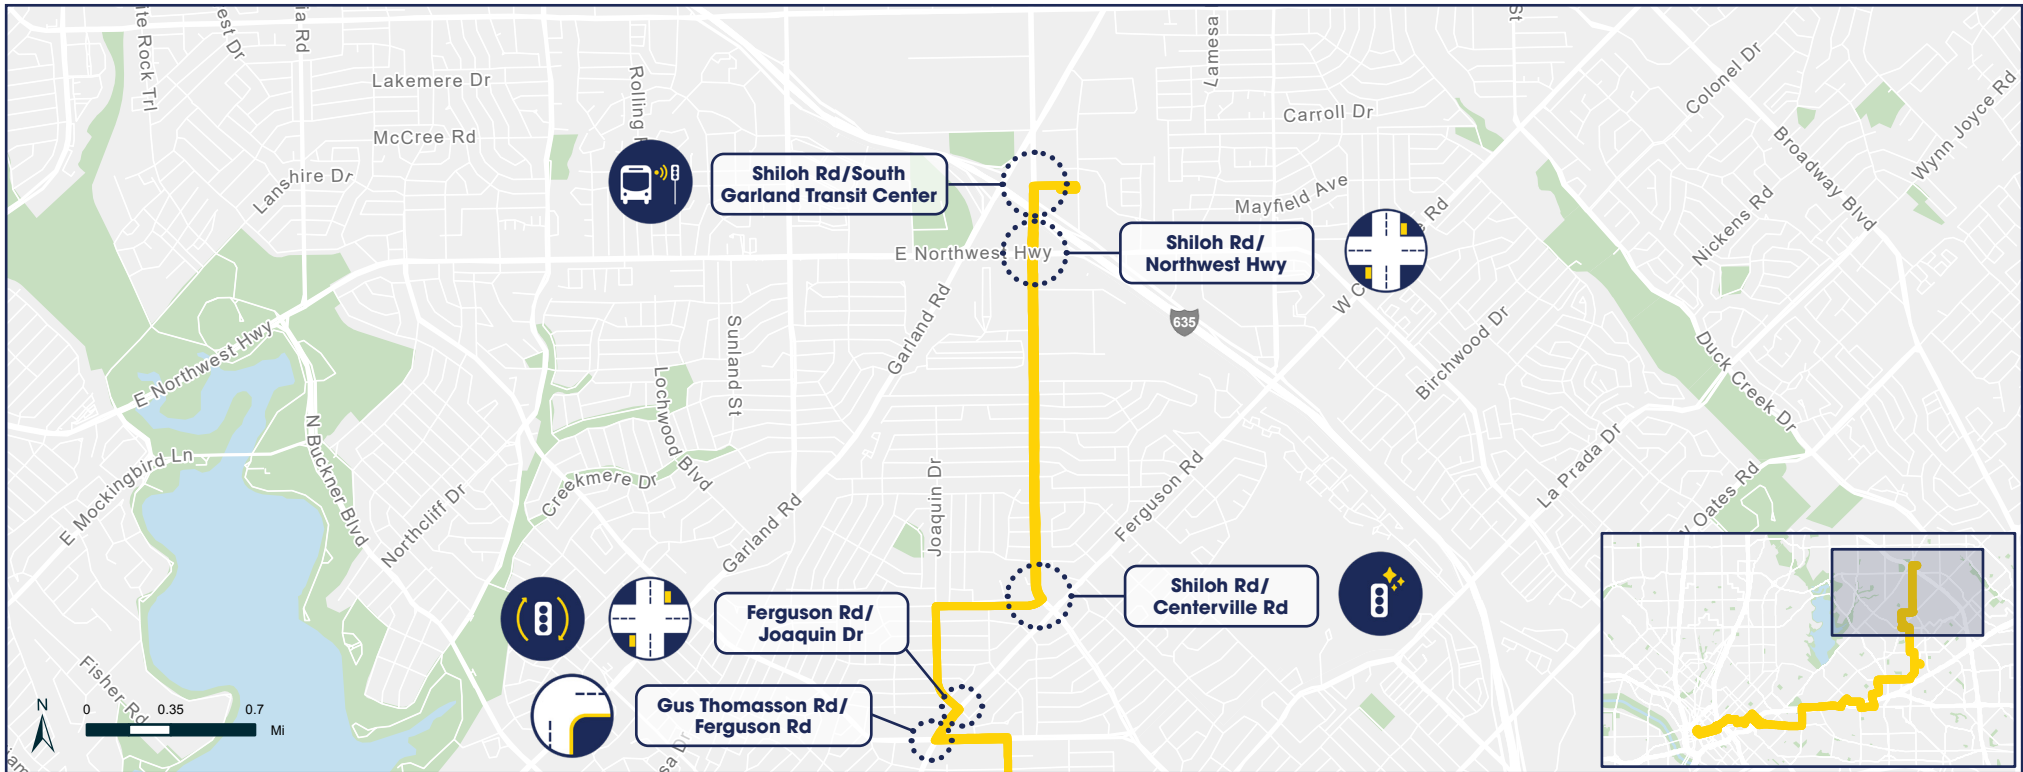 Lakemere Dr
McCree Rd
Lanshire Dr
Lamesa
Carroll Dr
Colonel Dr
Wynn Joyce Rd
Broadway Blvd
Shiloh Rd/South
Garland Transit Center
Mayfield Ave
Nickens Rd
E Northwest Hwy
Shiloh Rd/
Northwest Hwy
Garland Rd
635
Birchwood Dr
Duck Creek Dr
E Northwest Hwy
Sunland St
Lochwood Blvd
N Buckner Blvd
E Mockingbird Ln
Creekmere Dr
Northcliff Dr
Garland Rd
Joaquin Dr
Ferguson Rd
La Prada Dr
Oates Rd
Shiloh Rd/
Centerville Rd
Ferguson Rd/
Joaquin Dr
Fisher Rd
Gus Thomasson Rd/
Ferguson Rd
N
0 0.35 0.7
Mi